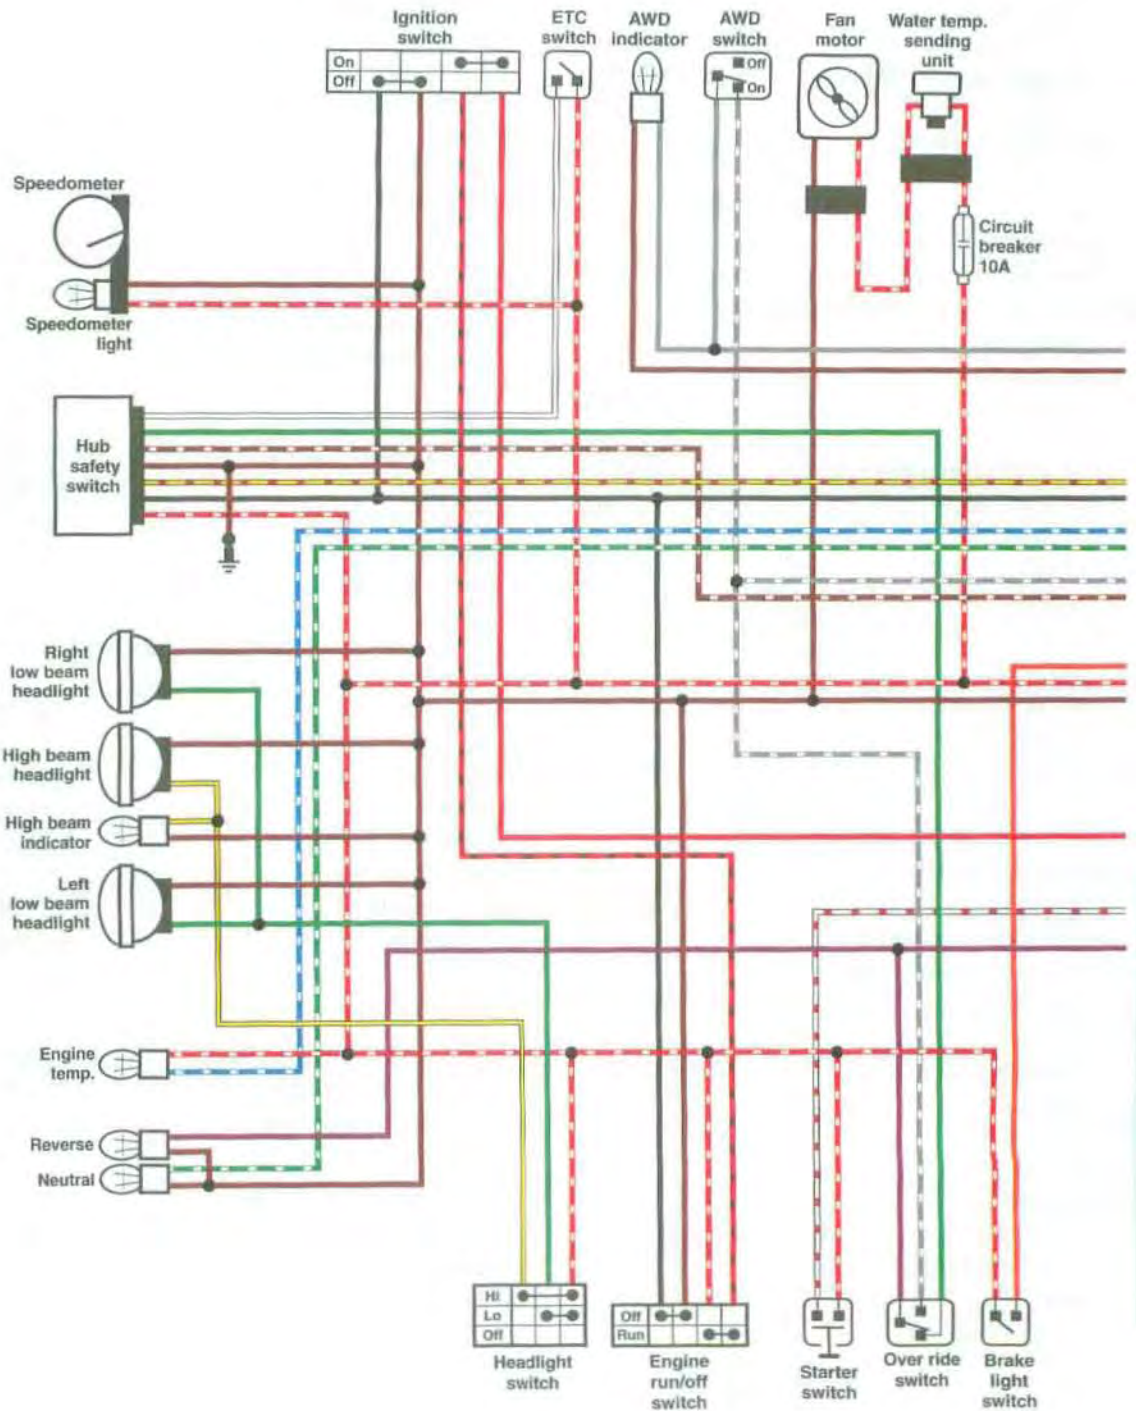 Ignition
switch
ETC
switch
AWD
indicator
AWD
switch
Fan
motor
Water temp.
sending
unit
On
Off
Off
On
Speedometer
Circuit
breaker
10A
Speedometer
light
Hub
safety
switch
Right
low beam
headlight
High beam
headlight
High beam
indicator
Left
low beam
headlight
Engine
temp.
Reverse
Neutral
HI
Lo
Off
Off
Run
Headlight
switch
Engine
run/off
switch
Starter
switch
Over ride
switch
Brake
light
switch